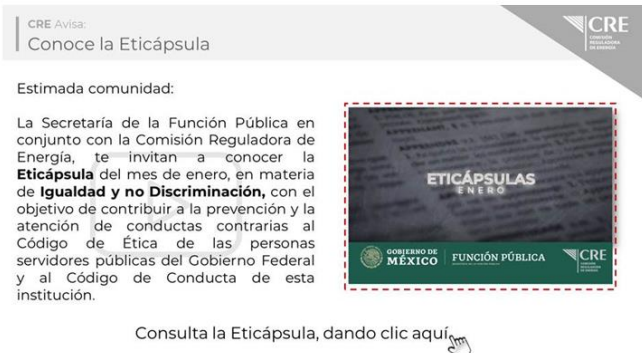 CRE Avisa:
Conoce la Eticápsula
CRE
COMISIÓN
REGULADORA
DE ENERGÍA
Estimada comunidad:
La Secretaría de la Función Pública en
conjunto con la Comisión Reguladora de
Energía, te invitan a conocer la
Eticápsula del mes de enero, en materia
de Igualdad y no Discriminación, con el
objetivo de contribuir a la prevención y la
atención de conductas contrarias al
Código de Ética de las personas
servidores públicas del Gobierno Federal
y al Código de Conducta de esta
institución.
ETICÁPSULAS
ENERO
GOBIERNO DE
MÉXICO
FUNCIÓN PÚBLICA
CRE
COMISIÓN
REGULADORA
DE ENERGÍA
Consulta la Eticápsula, dando clic aquí.